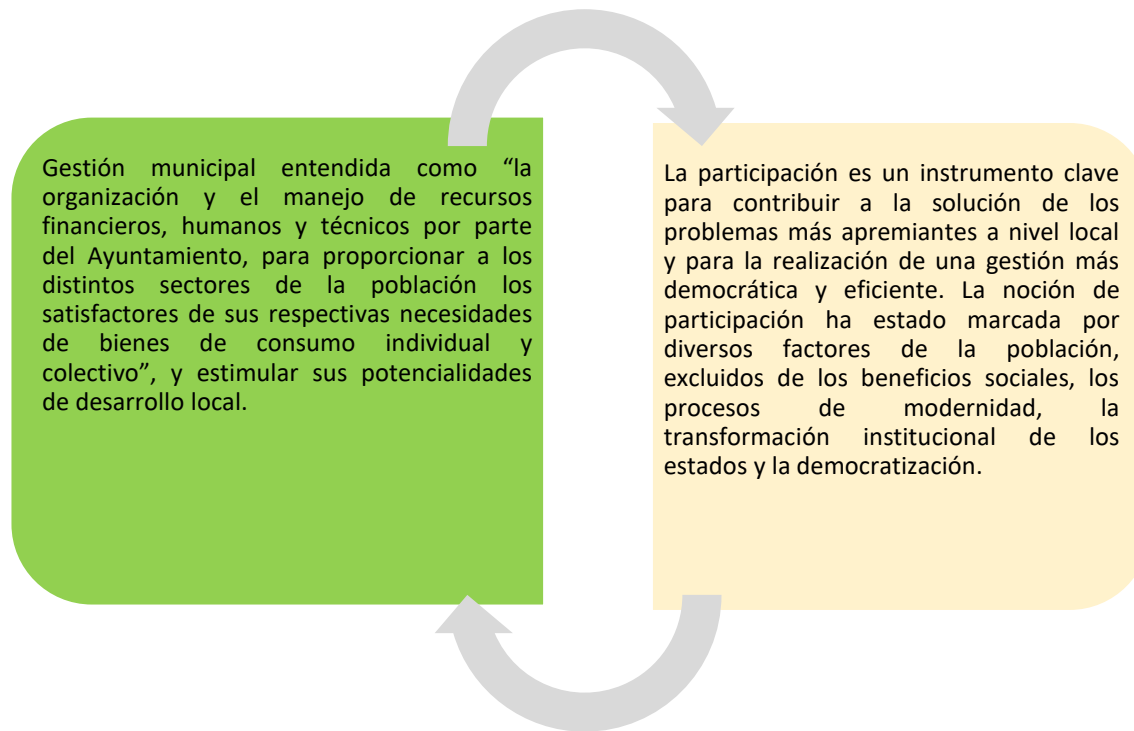 Gestión municipal entendida como “la
organización y el manejo de recursos
financieros, humanos y técnicos por parte
del Ayuntamiento, para proporcionar a los
distintos sectores de la población los
satisfactores de sus respectivas necesidades
de bienes de consumo individual y
colectivo”, y estimular sus potencialidades
de desarrollo local.
La participación es un instrumento clave
para contribuir a la solución de los
problemas más apremiantes a nivel local
y para la realización de una gestión más
democrática y eficiente. La noción de
participación ha estado marcada por
diversos factores de la población,
excluidos de los beneficios sociales, los
procesos de modernidad, la
transformación institucional de los
estados y la democratización.